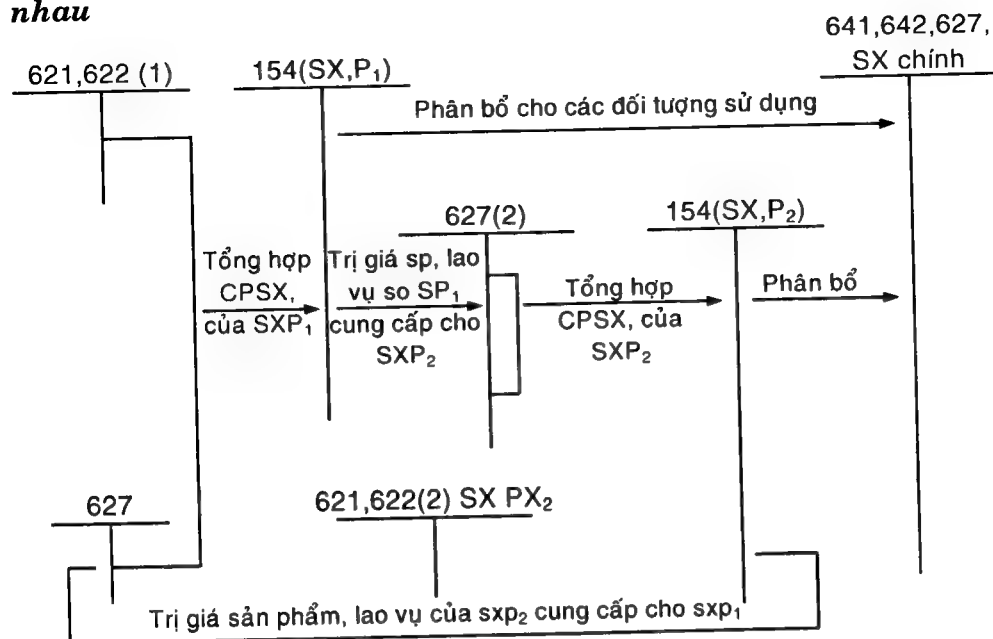 nhau
641,642,627,
SX chính
621,622 (1)
154(SX,P₁)
Phân bổ cho các đối tượng sử dụng
627(2)
154(SX,P₂)
Tổng hợp
CPSX,
của SXP₁
Trị giá sp, lao
vụ so SP₁
cung cấp cho
SXP₂
Tổng hợp
CPSX, của
SXP₂
Phân bổ
627
621,622(2) SX PX₂
Trị giá sản phẩm, lao vụ của sxp₂ cung cấp cho sxp₁